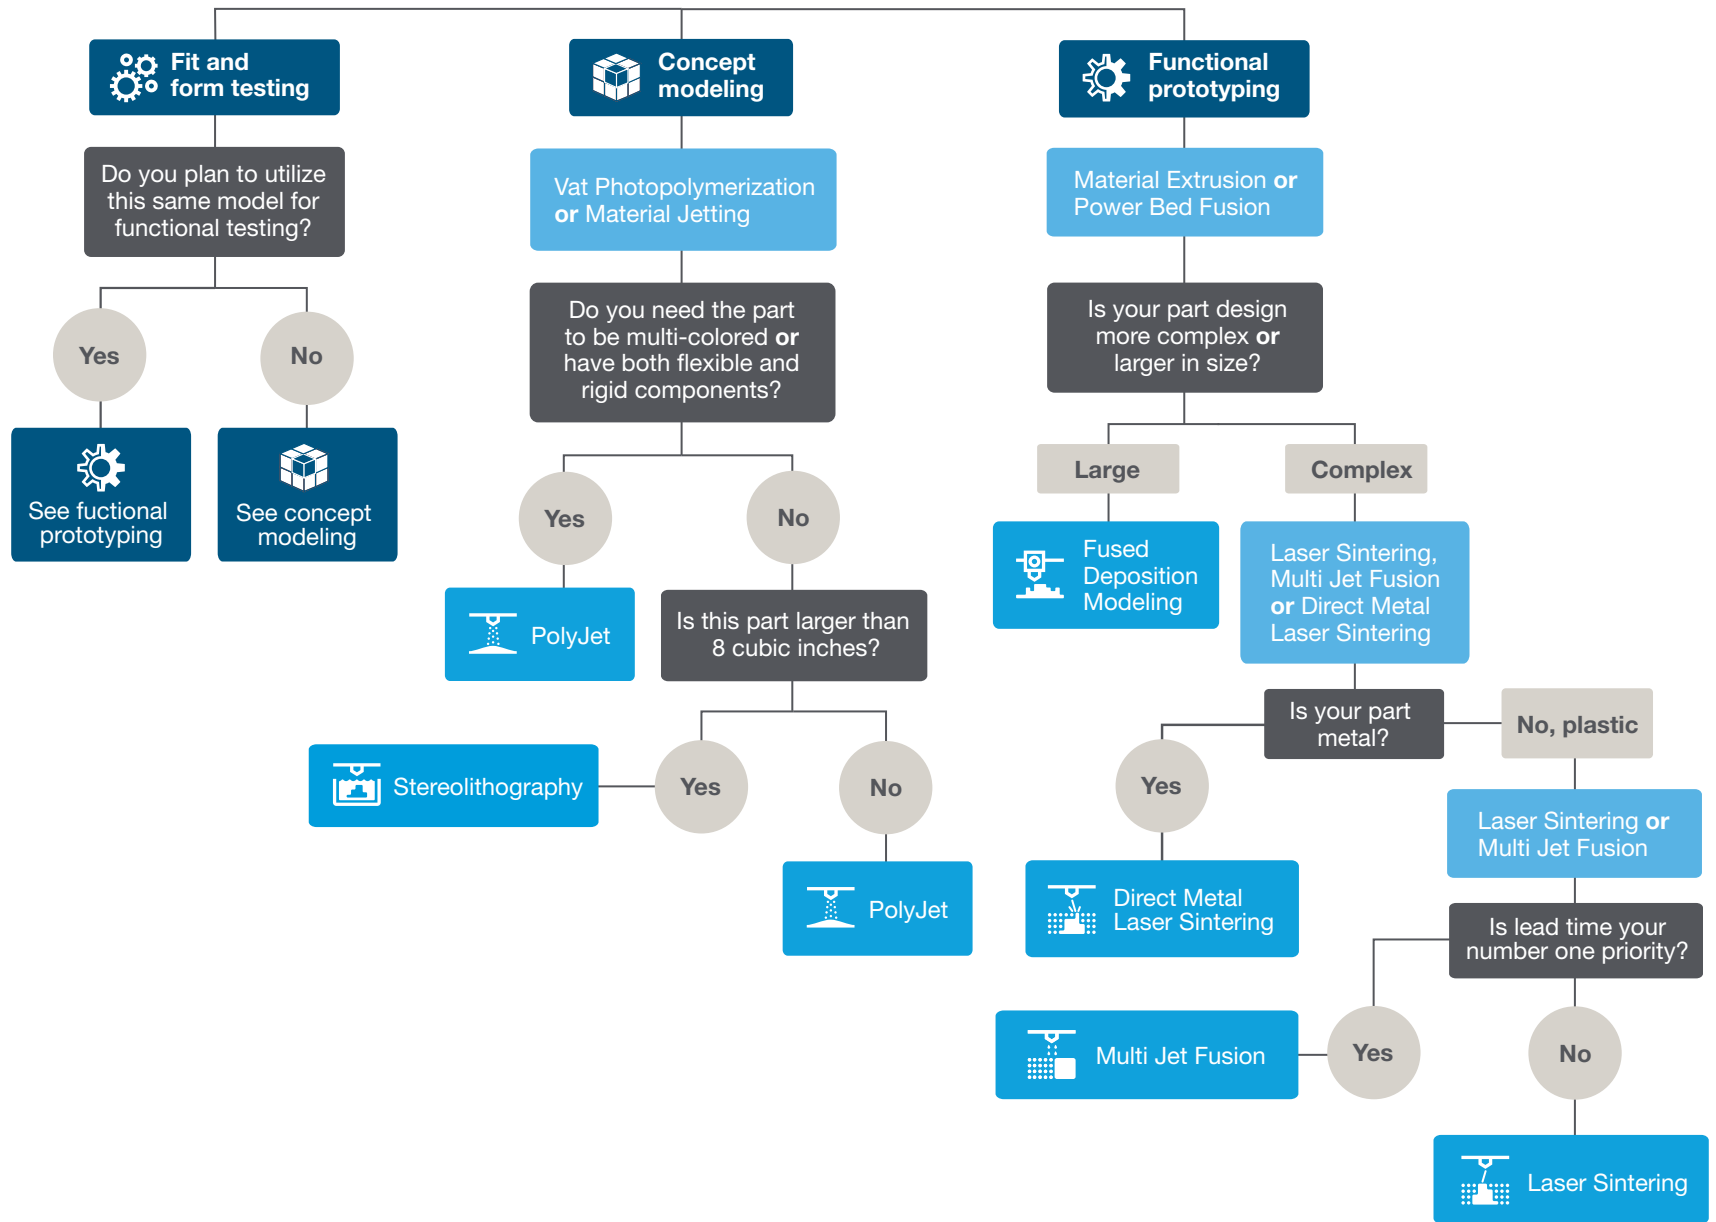 Fit and
form testing
Do you plan to utilize
this same model for
functional testing?
Yes
No
See fuctional
prototyping
See concept
modeling
Concept
modeling
Vat Photopolymerization
or Material Jetting
Do you need the part
to be multi-colored or
have both flexible and
rigid components?
Yes
No
PolyJet
Is this part larger than
8 cubic inches?
Stereolithography
Yes
No
PolyJet
Functional
prototyping
Material Extrusion or
Power Bed Fusion
Is your part design
more complex or
larger in size?
Large
Complex
Fused
Deposition
Modeling
Laser Sintering,
Multi Jet Fusion
or Direct Metal
Laser Sintering
Is your part
metal?
No, plastic
Yes
Direct Metal
Laser Sintering
Laser Sintering or
Multi Jet Fusion
Is lead time your
number one priority?
Multi Jet Fusion
Yes
No
Laser Sintering